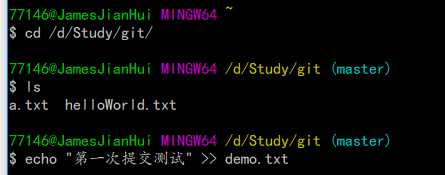 77146@JamesJianHui MINGW64 ~
$ cd /d/Study/git/
77146@JamesJianHui MINGW64 /d/Study/git (master)
$ ls
a.txt  helloWorld.txt
77146@JamesJianHui MINGW64 /d/Study/git (master)
$ echo "第一次提交测试" >> demo.txt